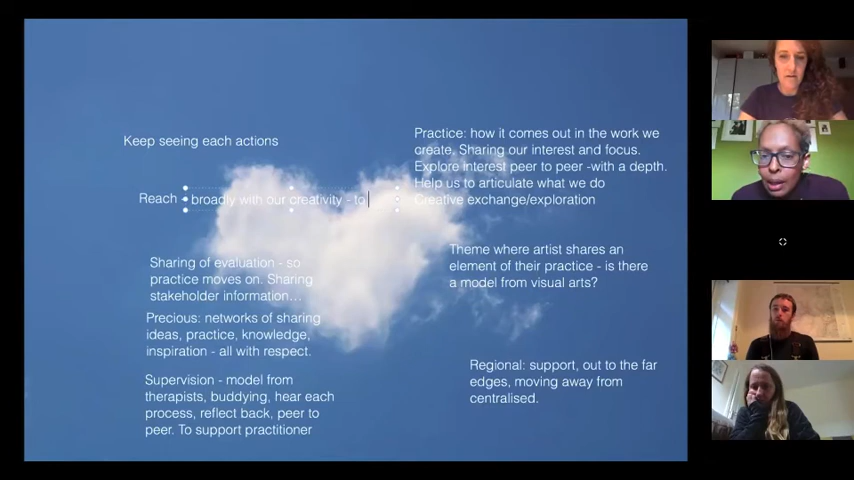 Keep seeing each actions
Reach broadly with our creativity - to
Sharing of evaluation - so
practice moves on. Sharing
stakeholder information...
Precious: networks of sharing
ideas, practice, knowledge,
inspiration - all with respect.
Supervision - model from
therapists, buddying, hear each
process, reflect back, peer to
peer. To support practitioner
Practice: how it comes out in the work we
create. Sharing our interest and focus.
Explore interest peer to peer -with a depth.
Help us to articulate what we do
Creative exchange/exploration
Theme where artist shares an
element of their practice - is there
a model from visual arts?
Regional: support, out to the far
edges, moving away from
centralised.